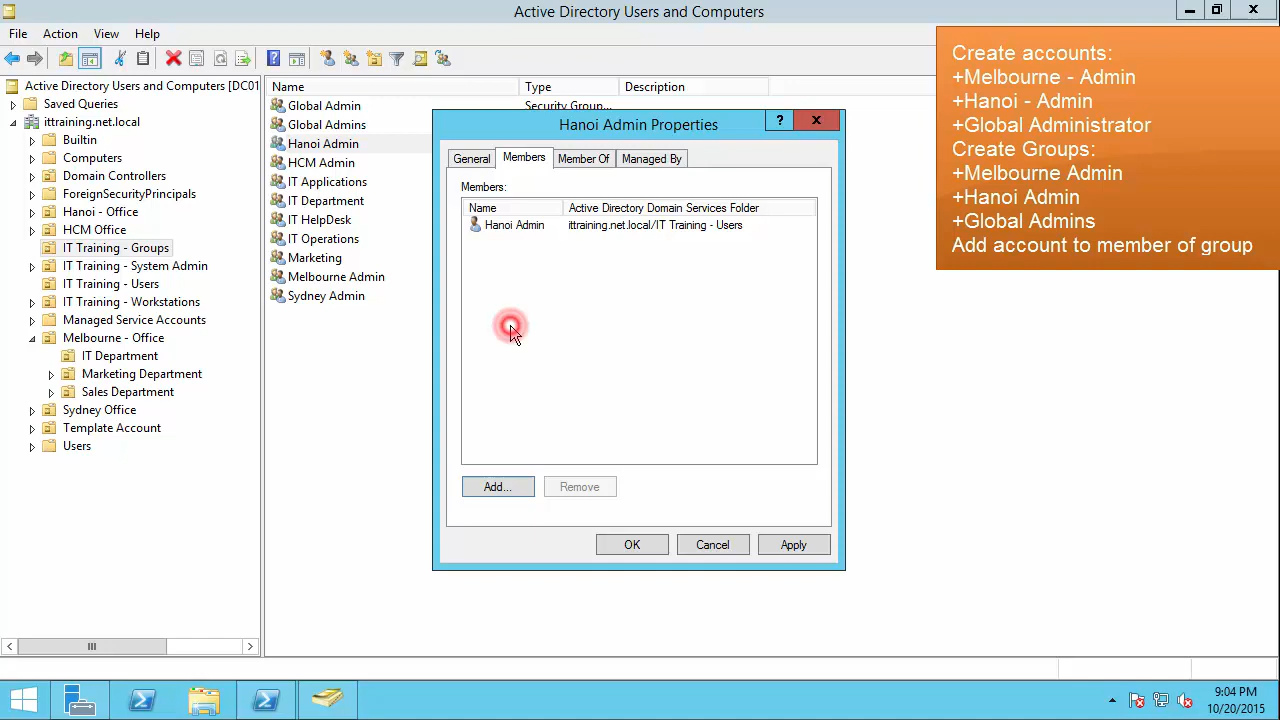 Active Directory Users and Computers
File Action View Help
Active Directory Users and Computers [DC01
Saved Queries
ittraining.net.local
Builtin
Computers
Domain Controllers
ForeignSecurityPrincipals
Hanoi - Office
HCM Office
IT Training - Groups
IT Training - System Admin
IT Training - Users
IT Training - Workstations
Managed Service Accounts
Melbourne - Office
IT Department
Marketing Department
Sales Department
Sydney Office
Template Account
Users
Name Type Description
Global Admin Security Group...
Global Admins
Hanoi Admin
HCM Admin
IT Applications
IT Department
IT HelpDesk
IT Operations
Marketing
Melbourne Admin
Sydney Admin
Hanoi Admin Properties
General Members Member Of Managed By
Members:
Name Active Directory Domain Services Folder
Hanoi Admin ittraining.net.local/IT Training - Users
Add... Remove
OK Cancel Apply
Create accounts:
+Melbourne - Admin
+Hanoi - Admin
+Global Administrator
Create Groups:
+Melbourne Admin
+Hanoi Admin
+Global Admins
Add account to member of group
9:04 PM
10/20/2015